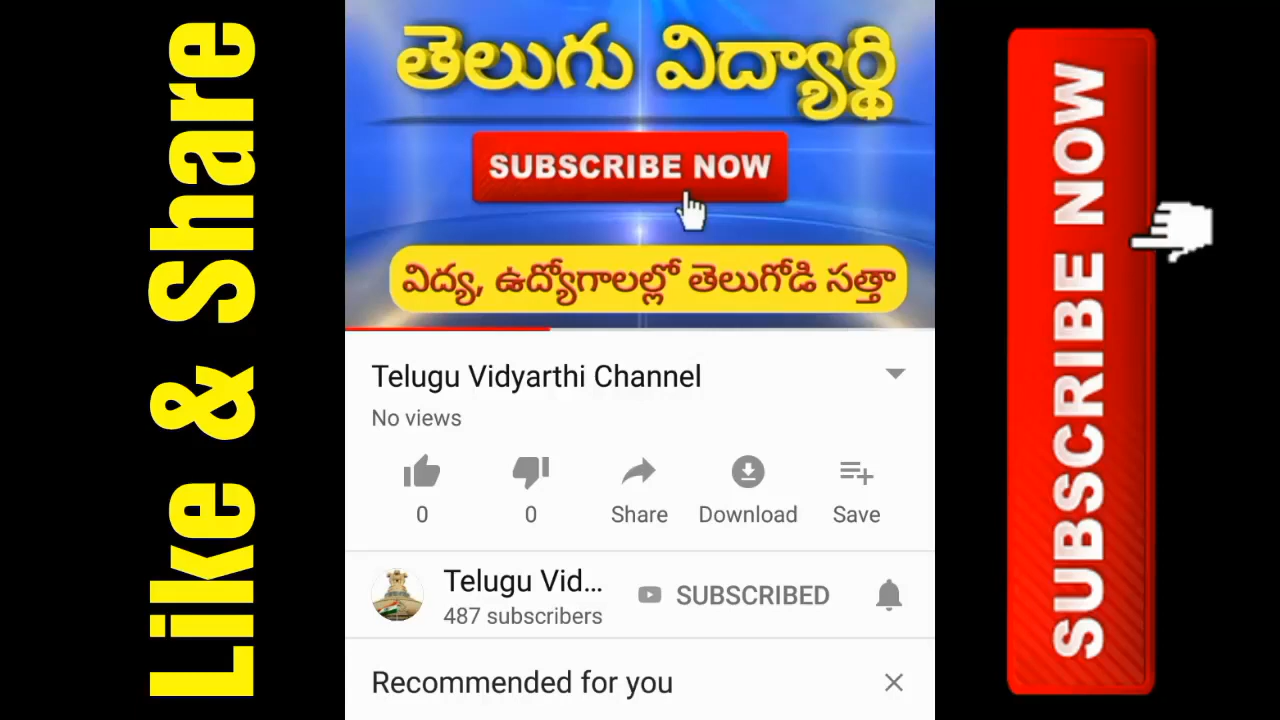 Like & Share
తెలుగు విద్యార్థి
SUBSCRIBE NOW
విద్య, ఉద్యోగాలల్లో తెలుగోడి సత్తా
Telugu Vidyarthi Channel
No views
0
0
Share
Download
Save
Telugu Vid...
487 subscribers
SUBSCRIBED
Recommended for you
SUBSCRIBE NOW